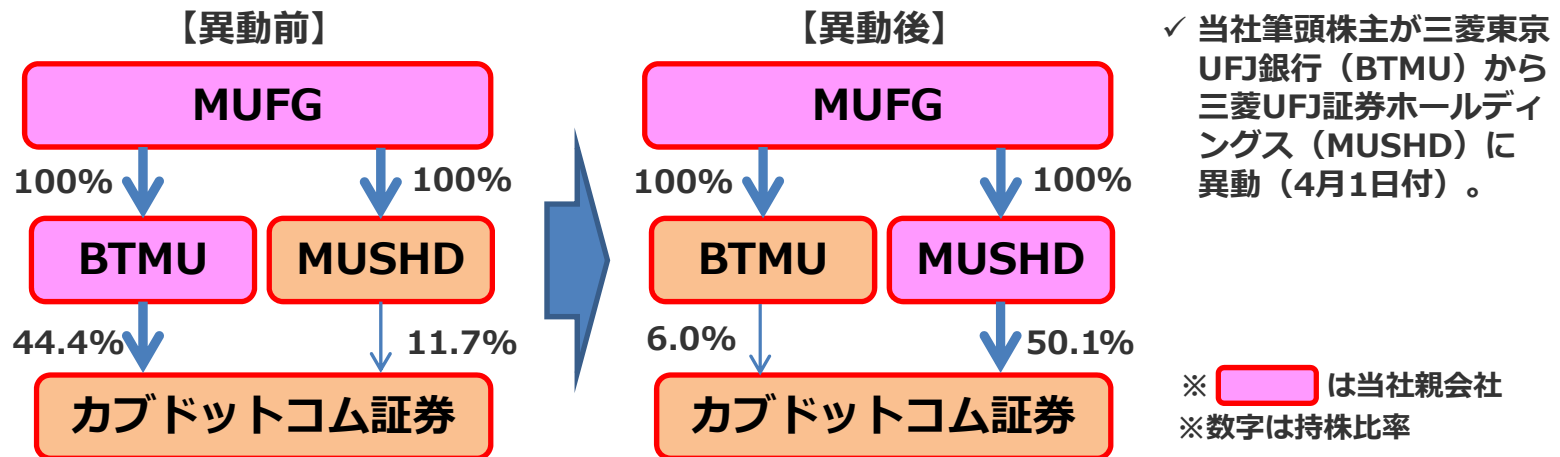 【異動前】
MUFG
100%
100%
BTMU
MUSHD
44.4%
11.7%
カブドットコム証券
【異動後】
MUFG
100%
100%
BTMU
MUSHD
6.0%
50.1%
カブドットコム証券
✓ 当社筆頭株主が三菱東京
UFJ銀行（BTMU）から
三菱UFJ証券ホールディ
ングス（MUSHD）に
異動（4月1日付）。
※ は当社親会社
※数字は持株比率